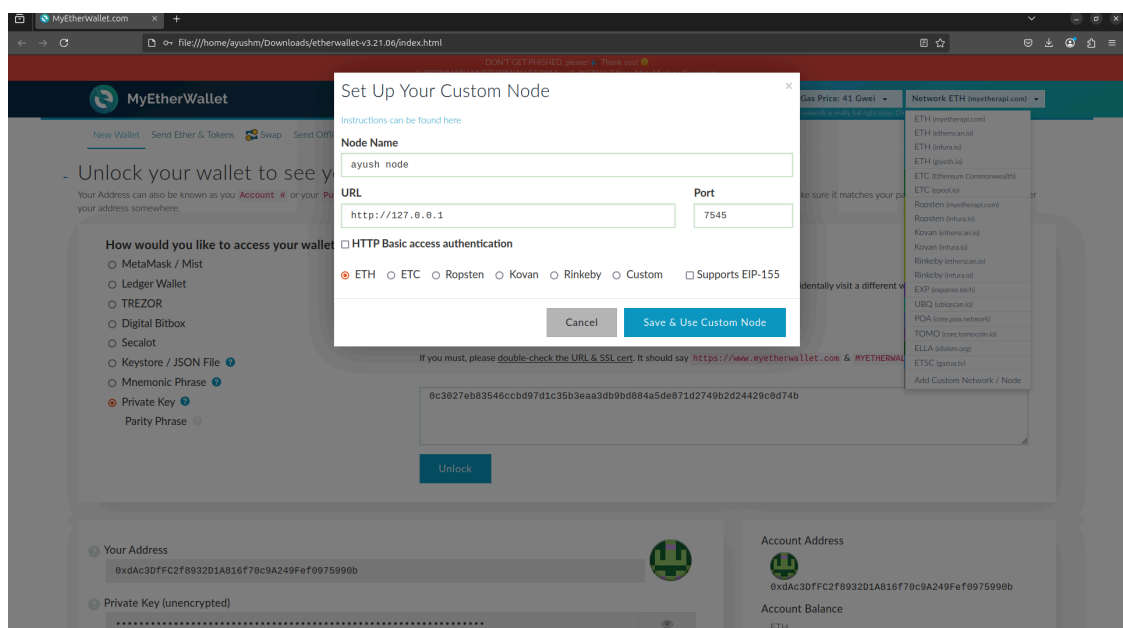 MyEtherWallet.com × +
file:///home/ayushm/Downloads/etherwallet-v3.21.06/index.html
DON'T GET PHISHED, please! Thank you!
MyEtherWallet
Gas Price: 41 Gwei
Network ETH (myetherapi.com)
New Wallet Send Ether & Tokens Swap Send Offli
Unlock your wallet to see y
Your Address can also be known as you Account # or your Pu
ke sure it matches your pa
er
your address somewhere.
How would you like to access your wallet
MetaMask / Mist
Ledger Wallet
TREZOR
Digital Bitbox
Secalot
Keystore / JSON File
Mnemonic Phrase
Private Key
Parity Phrase
Set Up Your Custom Node ×
Instructions can be found here
Node Name
ayush node
URL Port
http://127.0.0.1 7545
HTTP Basic access authentication
ETH ETC Ropsten Kovan Rinkeby Custom Supports EIP-155
Cancel Save & Use Custom Node
ETH (myetherapi.com)
ETH (etherscan.io)
ETH (infura.io)
ETH (giveth.io)
ETC (Ethereum Commonwealth)
ETC (epool.io)
Ropsten (myetherapi.com)
Ropsten (infura.io)
Kovan (etherscan.io)
Kovan (infura.io)
Rinkeby (etherscan.io)
Rinkeby (infura.io)
EXP (expanse.tech)
UBQ (ubiqscan.io)
POA (core.poa.network)
TOMO (core.tomocoin.io)
ELLA (ellaism.org)
ETSC (gazua.tv)
Add Custom Network / Node
identally visit a different w
If you must, please double-check the URL & SSL cert. It should say https://www.myetherwallet.com & MYETHERWAL
0c3027eb83546ccbd97d1c35b3eaa3db9bd884a5de871d2749b2d24429c0d74b
Unlock
Your Address
0xdAc3DfFC2f8932D1A816f78c9A249Fef0975990b
Private Key (unencrypted)
Account Address
0xdAc3DfFC2f8932D1A816f78c9A249Fef0975990b
Account Balance
ETH